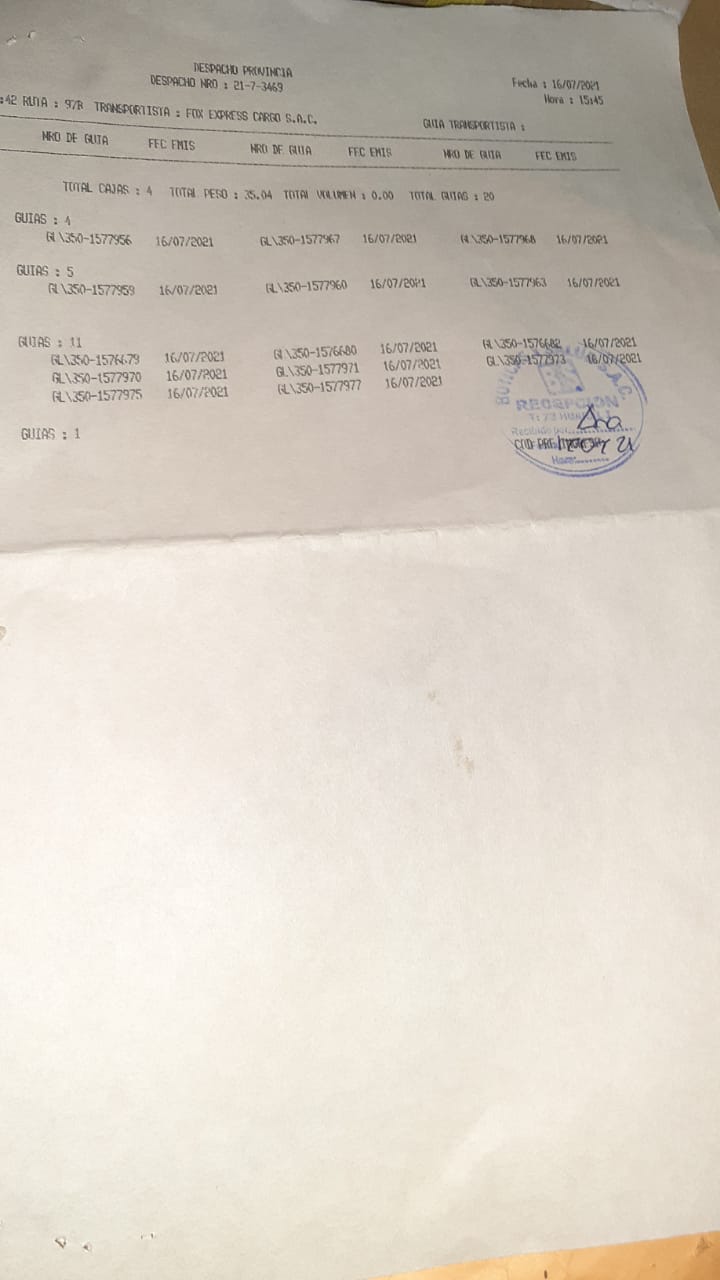 DESPACHO PROVINCIA
DESPACHO NRO : 21-7-3469
Fecha : 16/07/2021
Hora : 15:45
:42 RUTA : 97B TRANSPORTISTA : FOX EXPRESS CARGO S.A.C.
GUIA TRANSPORTISTA :
NRO DE GUIA FEC EMIS NRO DE GUIA FEC EMIS NRO DE GUIA FEC EMIS
TOTAL CAJAS : 4 TOTAL PESO : 35.04 TOTAL VOLUMEN : 0.00 TOTAL GUIAS : 20
GUIAS : 4
GL\350-1577956 16/07/2021 GL\350-1577967 16/07/2021 GL\350-1577968 16/07/2021
GUIAS : 5
GL\350-1577959 16/07/2021 GL\350-1577960 16/07/2021 GL\350-1577963 16/07/2021
GUIAS : 11
GL\350-1576679 16/07/2021 GL\350-1576680 16/07/2021 GL\350-1576682 16/07/2021
GL\350-1577970 16/07/2021 GL\350-1577971 16/07/2021 GL\350-1577973 16/07/2021
GL\350-1577975 16/07/2021 GL\350-1577977 16/07/2021
GUIAS : 1
S.A.C.
RECEPCION
Recibido por
Hora: